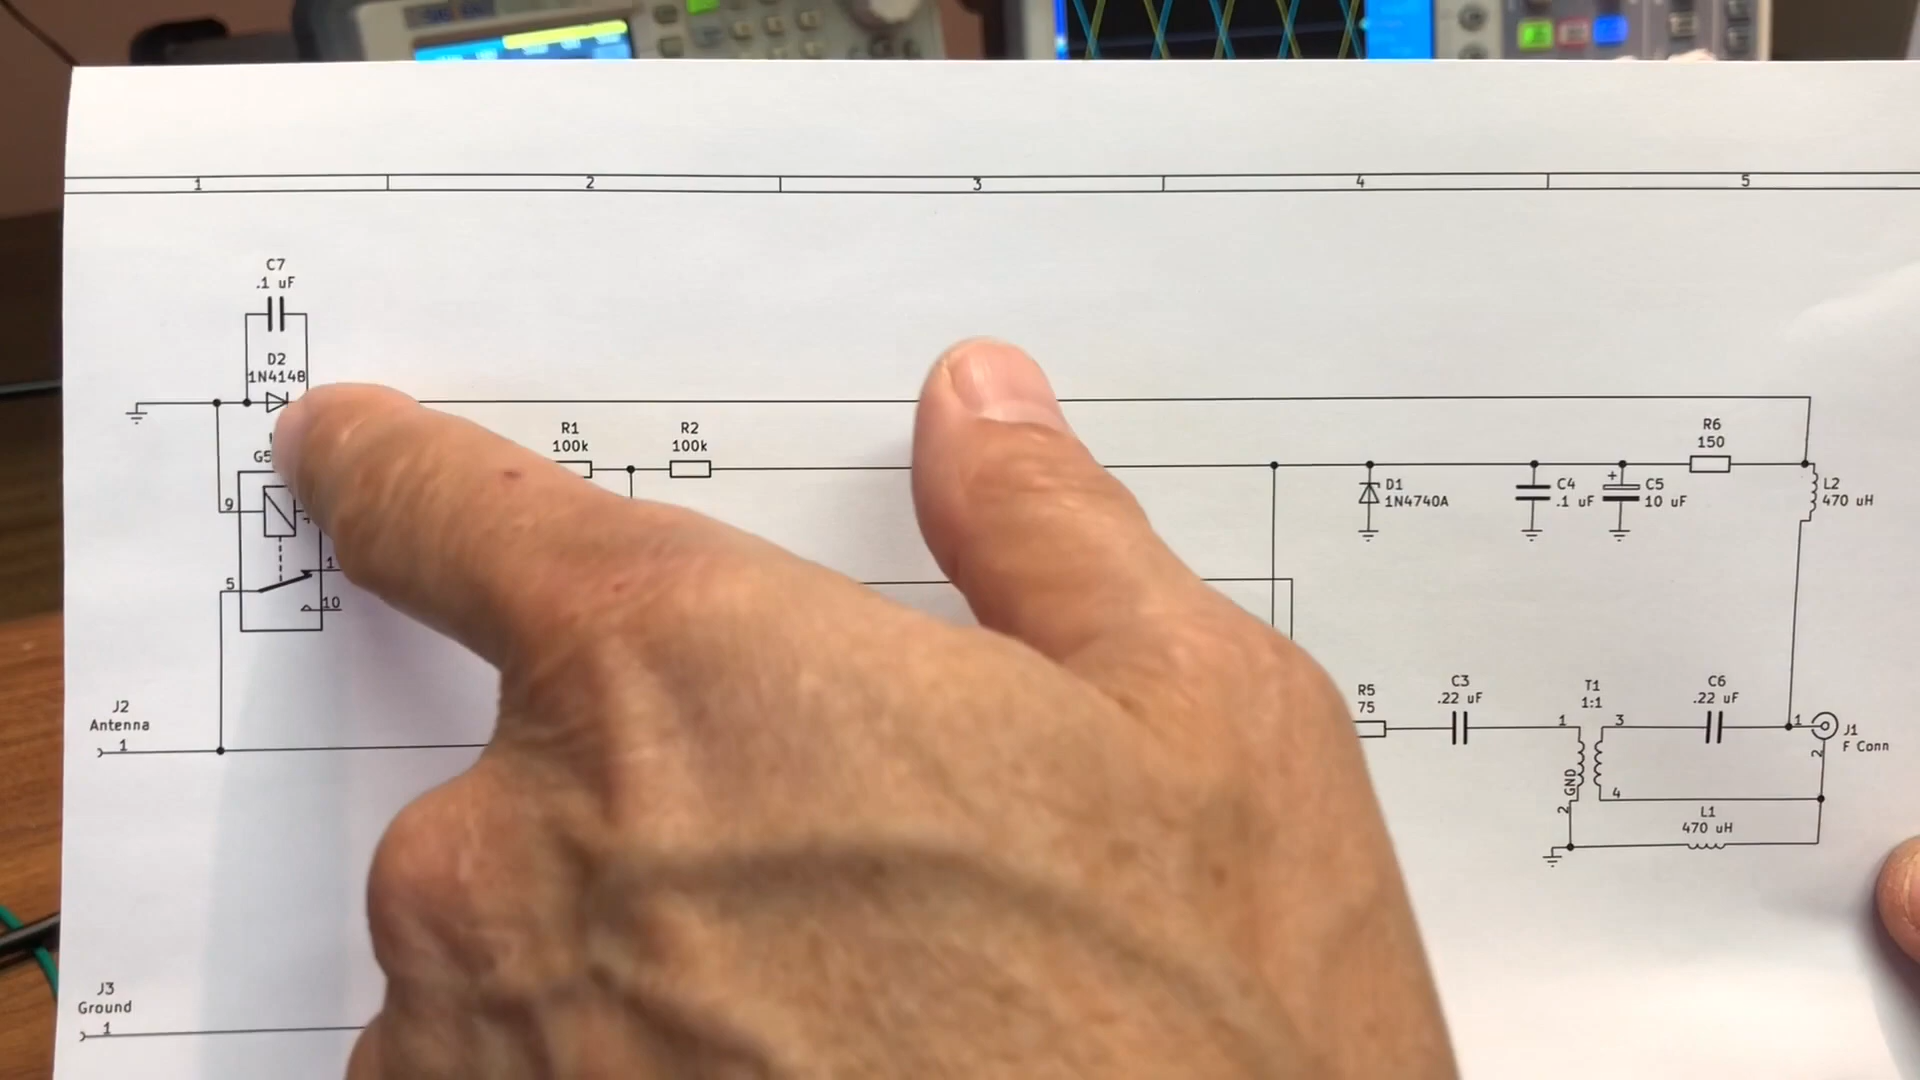 1 2 3 4 5
C7
.1 uF
D2
1N4148
G5
9
5
1
10
R1
100k
R2
100k
D1
1N4740A
C4
.1 uF
+
C5
10 uF
R6
150
L2
470 uH
J2
Antenna
1
R5
75
C3
.22 uF
T1
1:1
1
3
GND
2
4
C6
.22 uF
1
J1
F Conn
2
L1
470 uH
J3
Ground
1